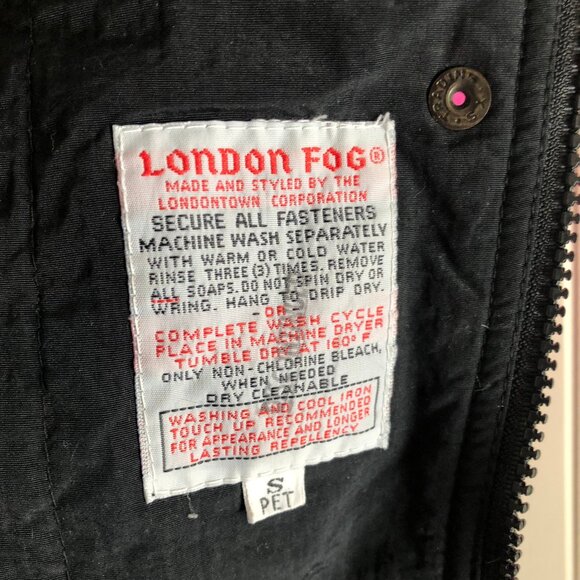 LONDON FOG®
MADE AND STYLED BY THE
LONDONTOWN CORPORATION
SECURE ALL FASTENERS
MACHINE WASH SEPARATELY
WITH WARM OR COLD WATER
RINSE THREE (3) TIMES, REMOVE
ALL SOAPS. DO NOT SPIN DRY OR
WRING. HANG TO DRIP DRY.
-OR-
COMPLETE WASH CYCLE
PLACE IN MACHINE DRYER
TUMBLE DRY AT 160° F
ONLY NON-CHLORINE BLEACH,
WHEN NEEDED
DRY CLEANABLE
WASHING AND COOL IRON
TOUCH UP RECOMMENDED
FOR APPEARANCE AND LONGER
LASTING REPELLENCY
S
PET